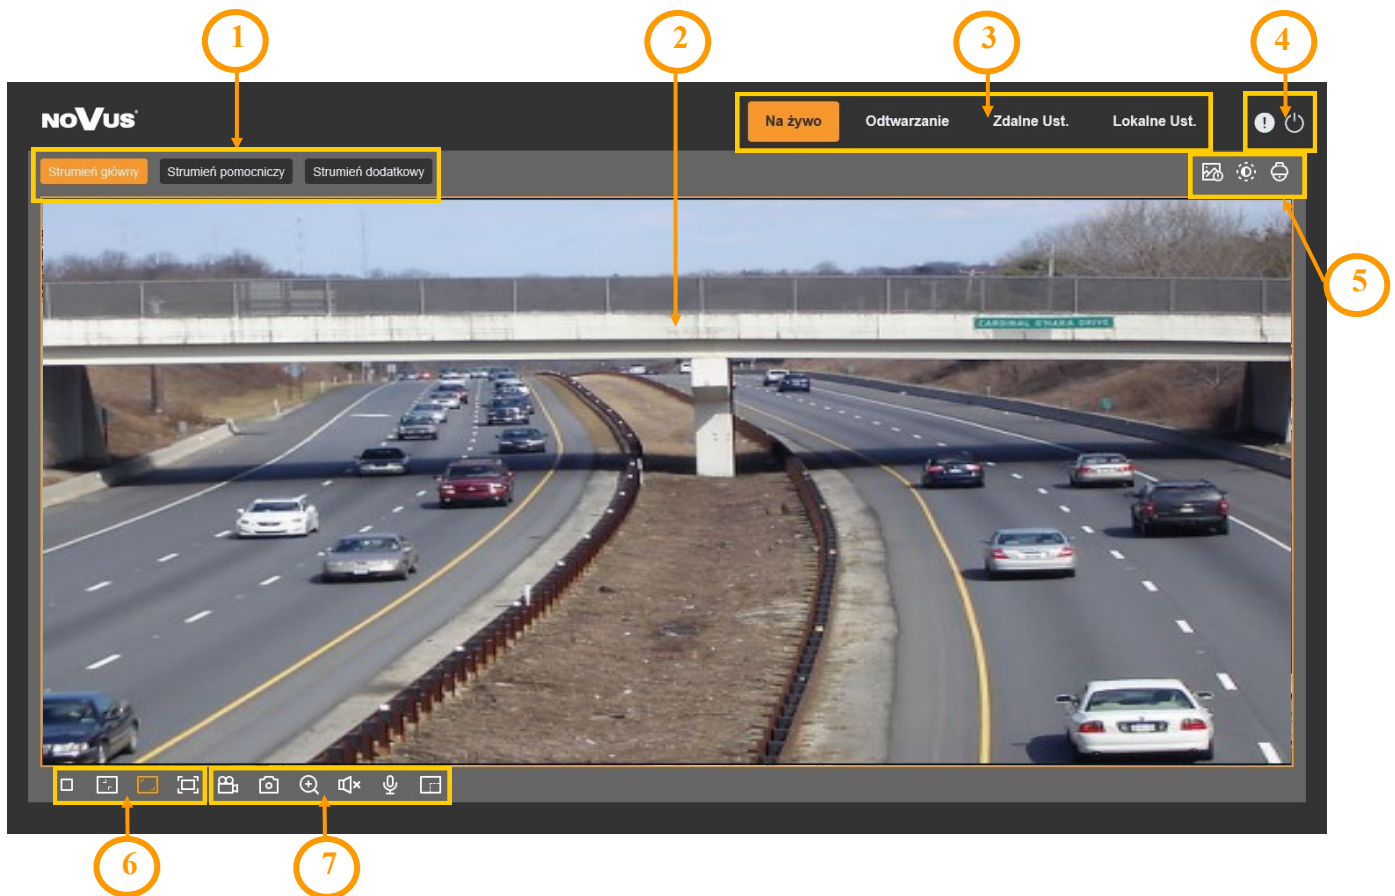 1
2
3
4
NOVUS
Na żywo
Odtwarzanie
Zdalne Ust.
Lokalne Ust.
Strumień główny
Strumień pomocniczy
Strumień dodatkowy
5
CARDINAL O'HARA DRIVE
6
7